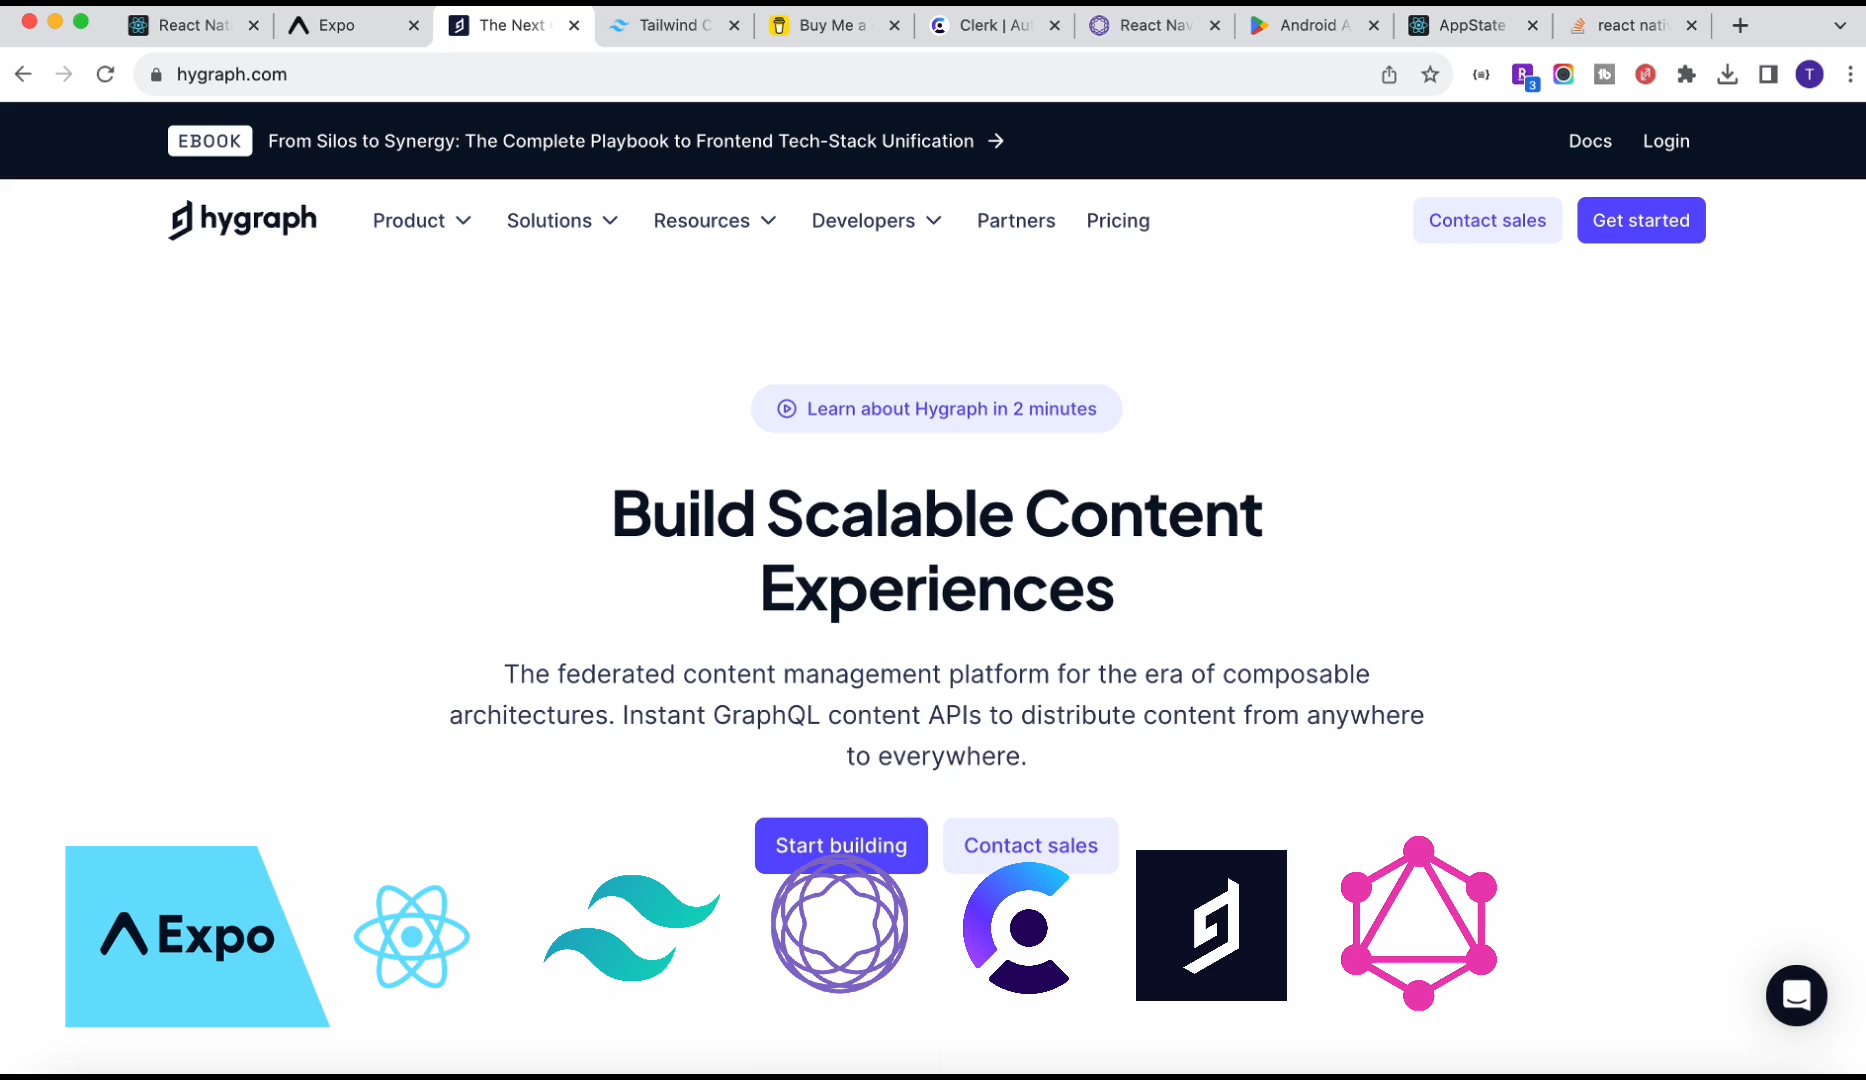 React Nat
Expo
The Next
Tailwind C
Buy Me a
Clerk | Au
React Nav
Android A
AppState
react nati
hygraph.com
3
T
EBOOK From Silos to Synergy: The Complete Playbook to Frontend Tech-Stack Unification →
Docs Login
hygraph
Product Solutions Resources Developers Partners Pricing
Contact sales Get started
Learn about Hygraph in 2 minutes
Build Scalable Content
Experiences
The federated content management platform for the era of composable
architectures. Instant GraphQL content APIs to distribute content from anywhere
to everywhere.
Start building Contact sales
Expo